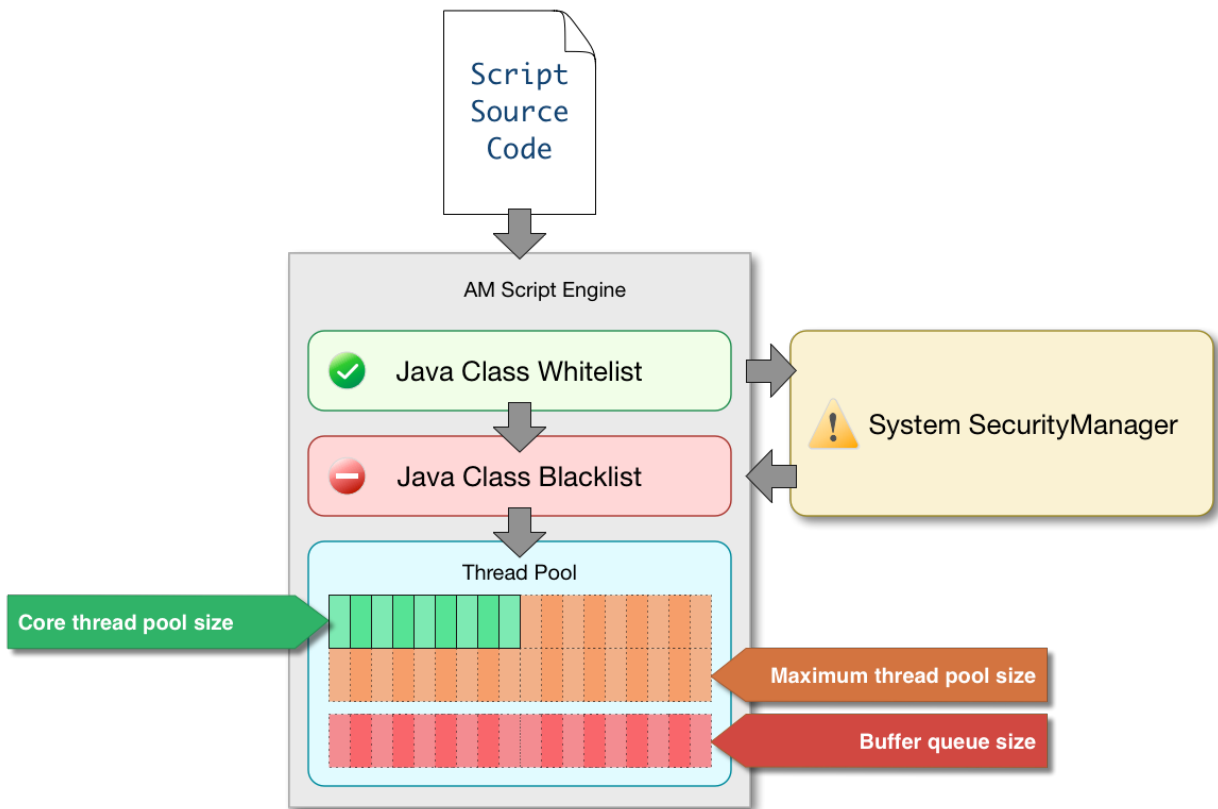 Script
Source
Code
AM Script Engine
Java Class Whitelist
System SecurityManager
Java Class Blacklist
Thread Pool
Core thread pool size
Maximum thread pool size
Buffer queue size